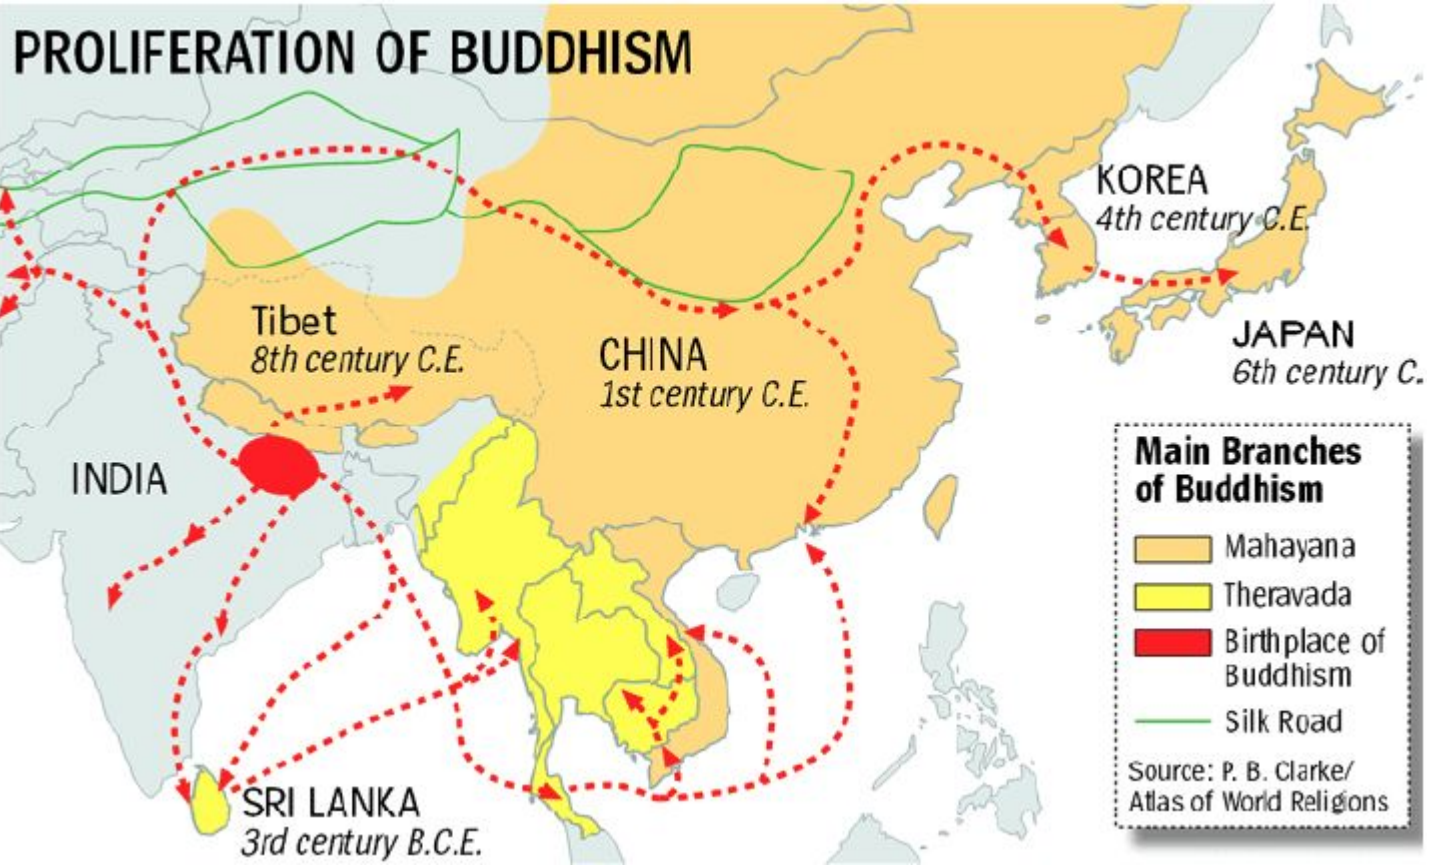 PROLIFERATION OF BUDDHISM
KOREA
4th century C.E.
Tibet
8th century C.E.
CHINA
1st century C.E.
JAPAN
6th century C.
INDIA
SRI LANKA
3rd century B.C.E.
Main Branches
of Buddhism
Mahayana
Theravada
Birthplace of
Buddhism
Silk Road
Source: P. B. Clarke/
Atlas of World Religions